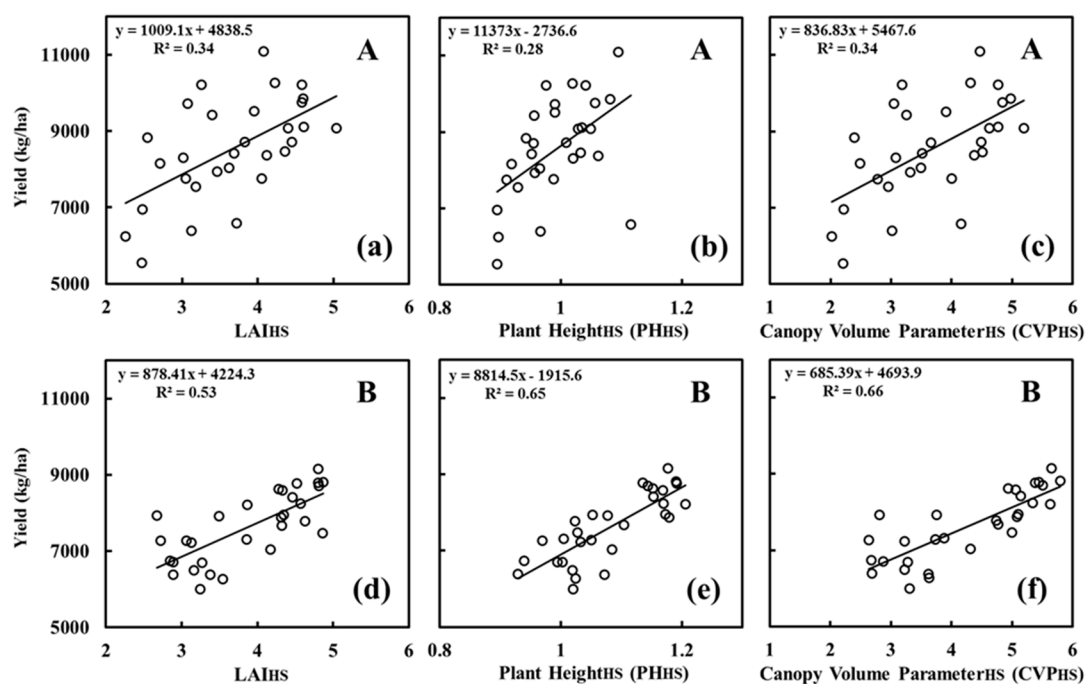 y = 1009.1x + 4838.5
R² = 0.34
A
(a)
11000
9000
7000
5000
Yield (kg/ha)
2 3 4 5 6
LAIHS
y = 11373x - 2736.6
R² = 0.28
A
(b)
0.8 1 1.2
Plant HeightHS (PHHS)
y = 836.83x + 5467.6
R² = 0.34
A
(c)
1 2 3 4 5 6
Canopy Volume ParameterHS (CVPHS)
y = 878.41x + 4224.3
R² = 0.53
B
(d)
11000
9000
7000
5000
Yield (kg/ha)
2 3 4 5 6
LAIHS
y = 8814.5x - 1915.6
R² = 0.65
B
(e)
0.8 1 1.2
Plant HeightHS (PHHS)
y = 685.39x + 4693.9
R² = 0.66
B
(f)
1 2 3 4 5 6
Canopy Volume ParameterHS (CVPHS)